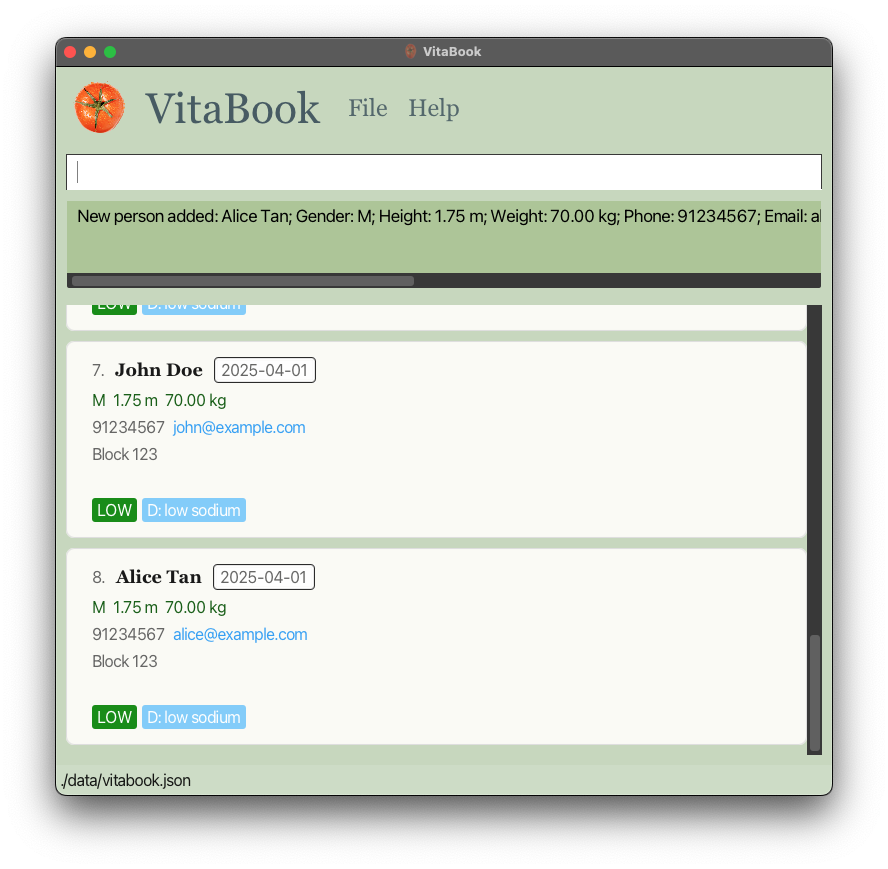 VitaBook
VitaBook File Help
New person added: Alice Tan; Gender: M; Height: 1.75 m; Weight: 70.00 kg; Phone: 91234567; Email: al
LOW D: low sodium
7. John Doe 2025-04-01
M 1.75 m 70.00 kg
91234567 john@example.com
Block 123
LOW D: low sodium
8. Alice Tan 2025-04-01
M 1.75 m 70.00 kg
91234567 alice@example.com
Block 123
LOW D: low sodium
./data/vitabook.json